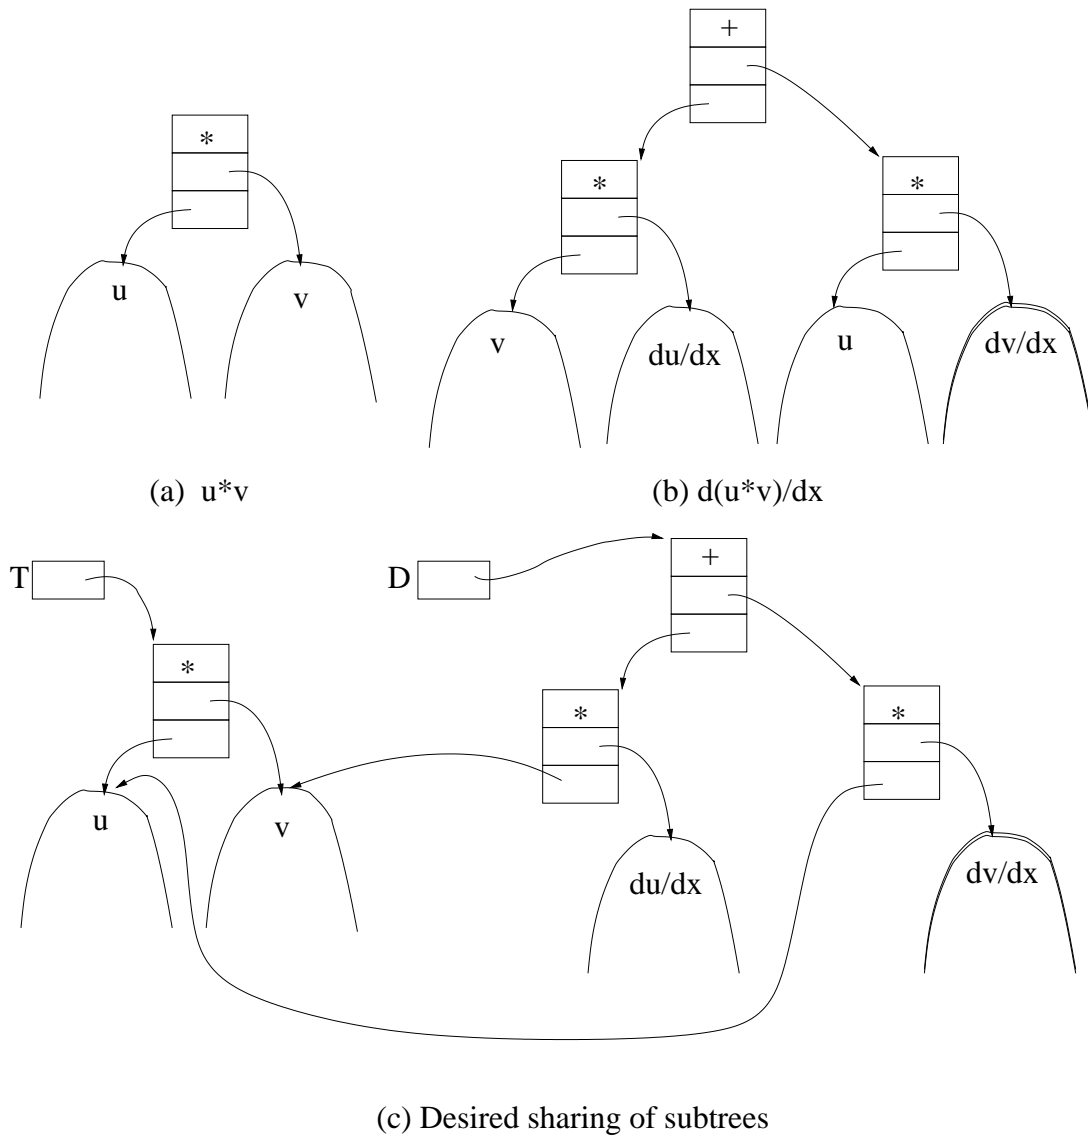 *
u
v
(a) u*v
+
*
*
v
du/dx
u
dv/dx
(b) d(u*v)/dx
T
*
u
v
D
+
*
*
du/dx
dv/dx
(c) Desired sharing of subtrees